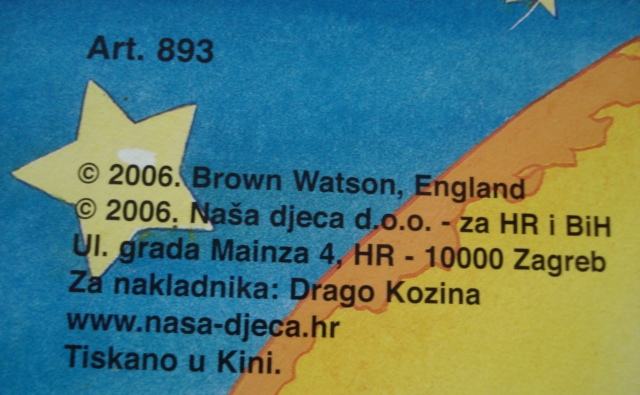 Art. 893
© 2006. Brown Watson, England
© 2006. Naša djeca d.o.o. - za HR i BiH
Ul. grada Mainza 4, HR - 10000 Zagreb
Za nakladnika: Drago Kozina
www.nasa-djeca.hr
Tiskano u Kini.